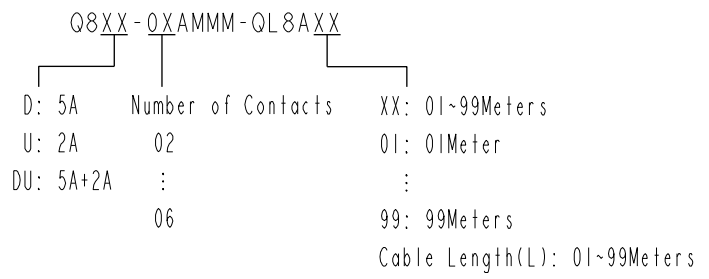 Q8XX-0XAMMM-QL8AXX
D: 5A Number of Contacts XX: 01~99Meters
U: 2A 02 01: 01Meter
DU: 5A+2A ⋮ ⋮
06 99: 99Meters
Cable Length(L): 01~99Meters